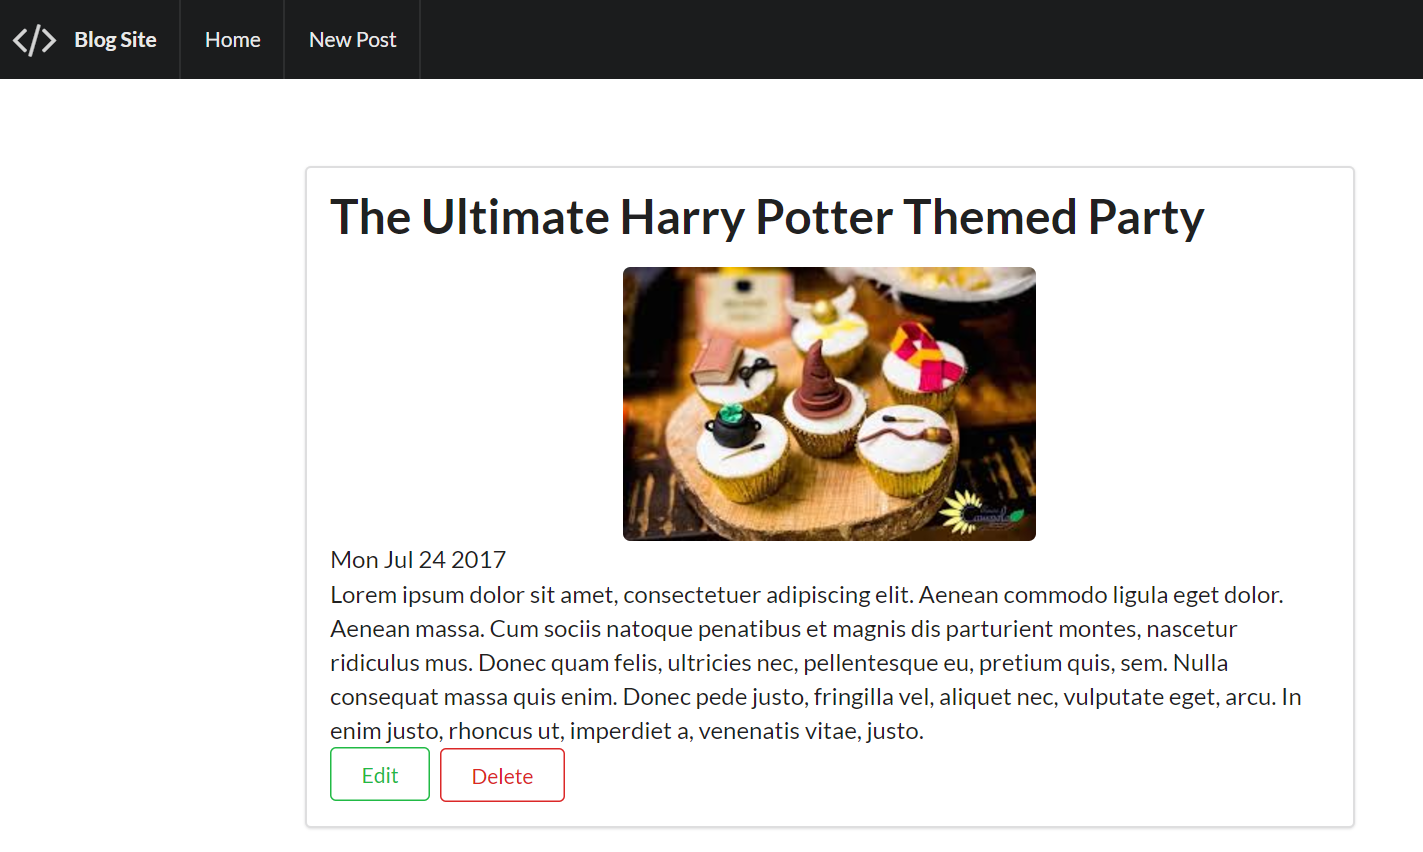 </> Blog Site Home New Post
The Ultimate Harry Potter Themed Party
Mon Jul 24 2017
Lorem ipsum dolor sit amet, consectetuer adipiscing elit. Aenean commodo ligula eget dolor.
Aenean massa. Cum sociis natoque penatibus et magnis dis parturient montes, nascetur
ridiculus mus. Donec quam felis, ultricies nec, pellentesque eu, pretium quis, sem. Nulla
consequat massa quis enim. Donec pede justo, fringilla vel, aliquet nec, vulputate eget, arcu. In
enim justo, rhoncus ut, imperdiet a, venenatis vitae, justo.
Edit Delete